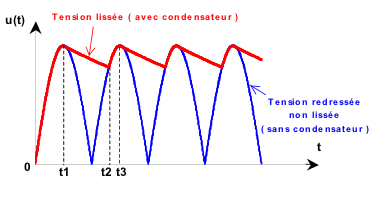 u(t)
Tension lissée ( avec condensateur )
Tension redressée
non lissée
( sans condensateur )
t
0
t1
t2
t3